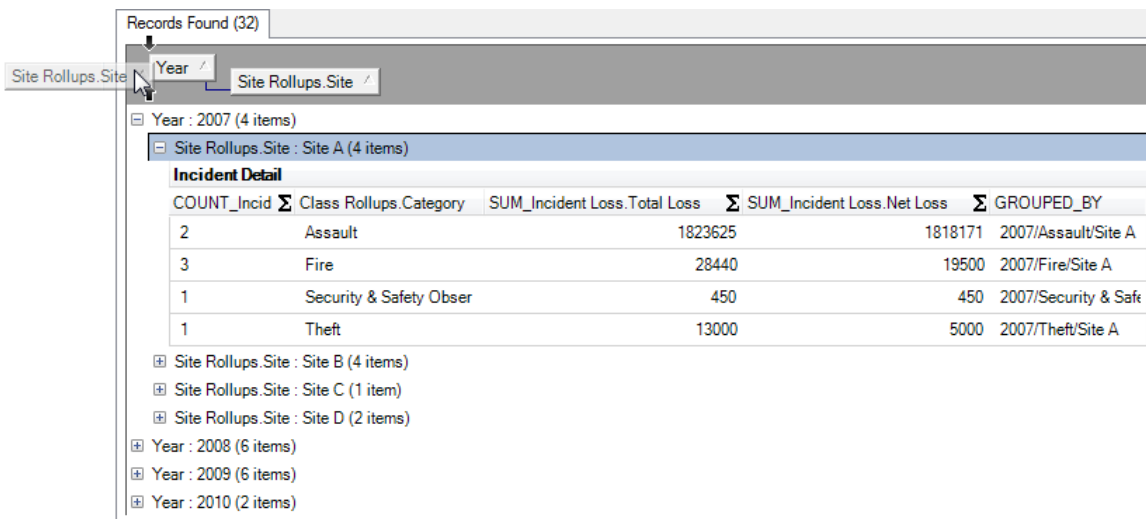 Records Found (32)
Site Rollups.Site
Year
Site Rollups.Site
Year : 2007 (4 items)
Site Rollups.Site : Site A (4 items)
Incident Detail
COUNT_Incid Σ Class Rollups.Category SUM_Incident Loss.Total Loss Σ SUM_Incident Loss.Net Loss Σ GROUPED_BY
2 Assault 1823625 1818171 2007/Assault/Site A
3 Fire 28440 19500 2007/Fire/Site A
1 Security & Safety Obser 450 450 2007/Security & Safe
1 Theft 13000 5000 2007/Theft/Site A
Site Rollups.Site : Site B (4 items)
Site Rollups.Site : Site C (1 item)
Site Rollups.Site : Site D (2 items)
Year : 2008 (6 items)
Year : 2009 (6 items)
Year : 2010 (2 items)